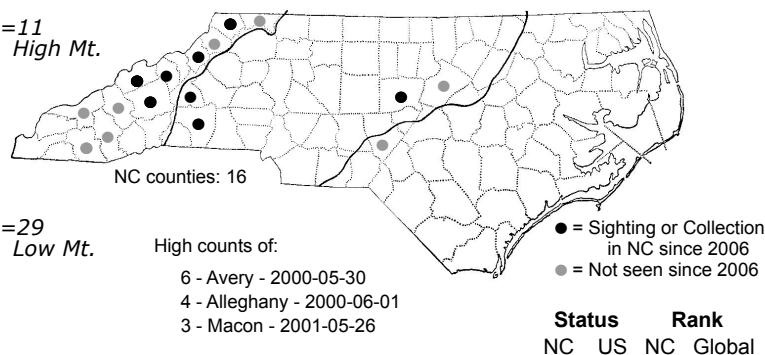 =11
High Mt.
NC counties: 16
=29
Low Mt.
High counts of:
6 - Avery - 2000-05-30
4 - Alleghany - 2000-06-01
3 - Macon - 2001-05-26
● = Sighting or Collection
in NC since 2006
● = Not seen since 2006
Status Rank
NC US NC Global